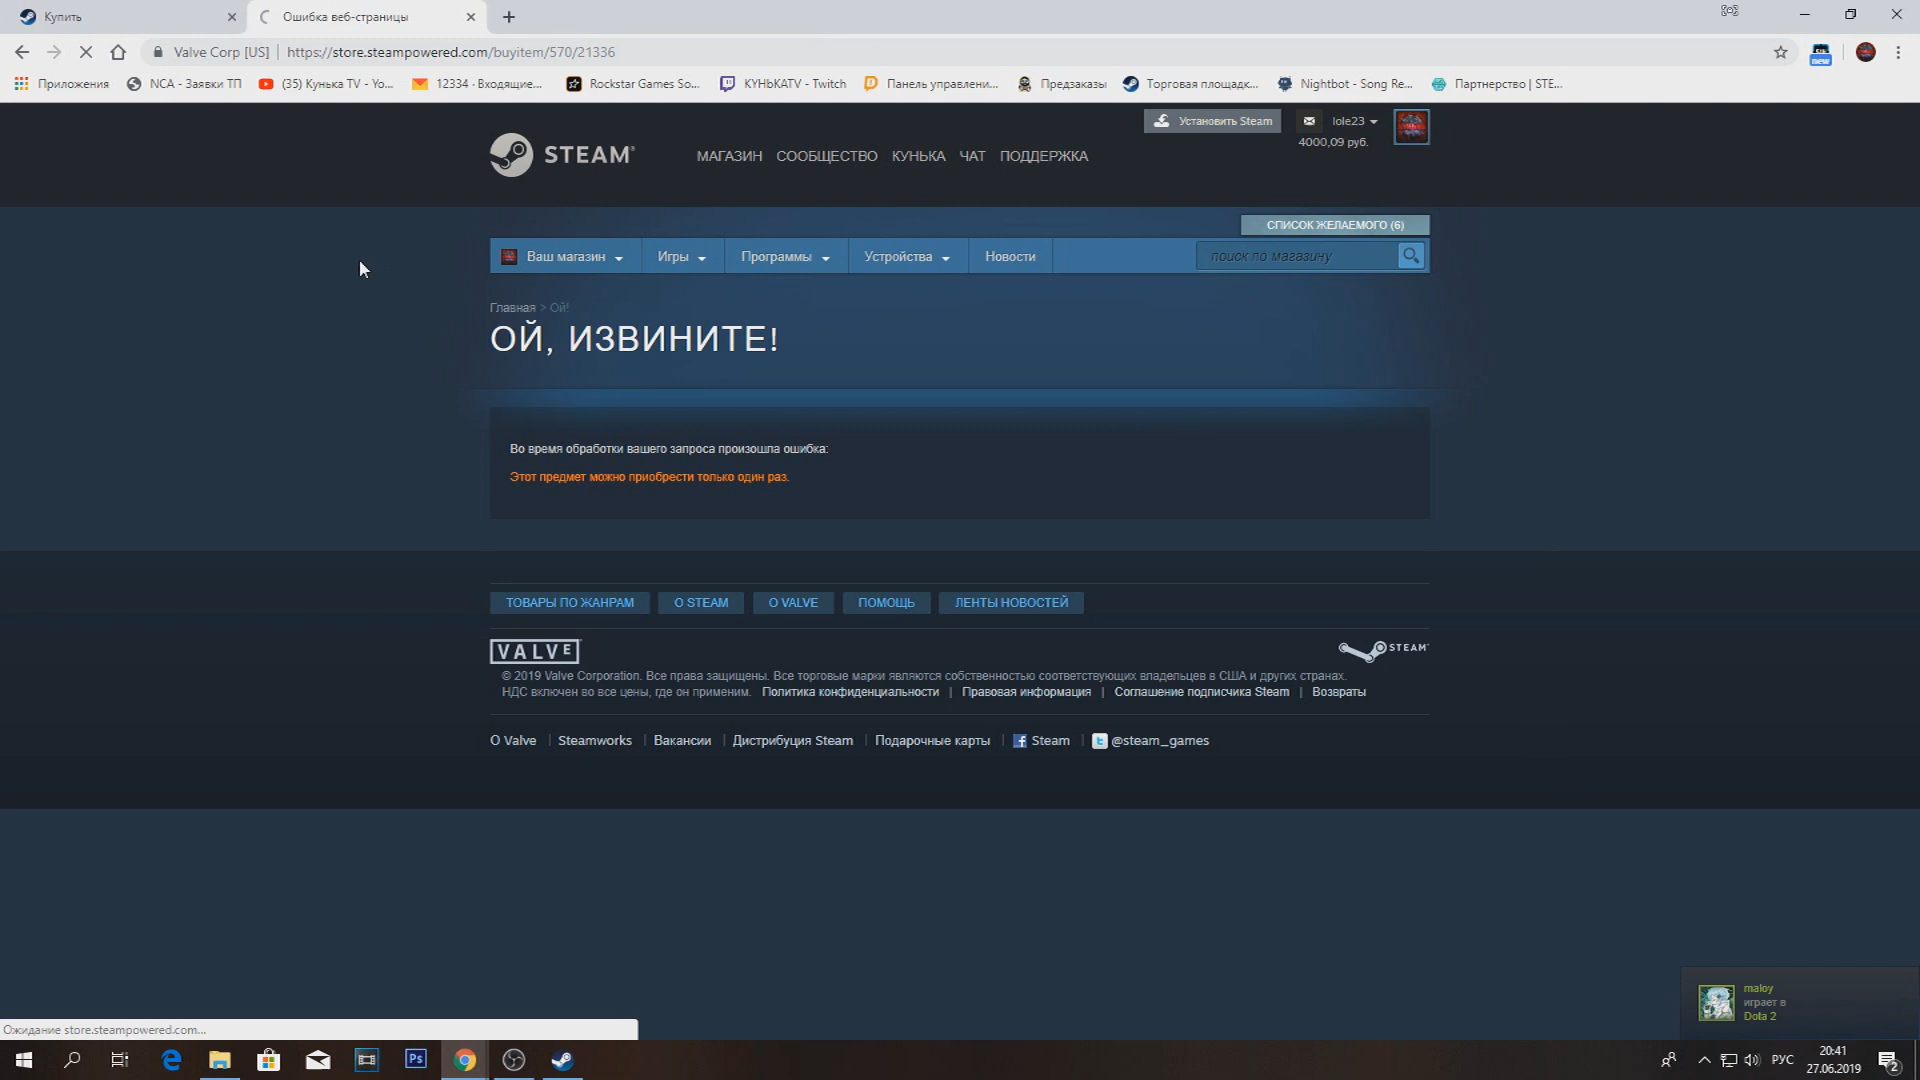 Купить
Ошибка веб-страницы
Valve Corp [US] | https://store.steampowered.com/buyitem/570/21336
new
Приложения NCA - Заявки ТП (35) Кунька TV - Yo... 12334 - Входящие... Rockstar Games So... KYHbKATV - Twitch Панель управлени... Предзаказы Торговая площадк... Nightbot - Song Re... Партнерство | STE...
Установить Steam lole23
4000,09 руб.
STEAM МАГАЗИН СООБЩЕСТВО КУНЬКА ЧАТ ПОДДЕРЖКА
СПИСОК ЖЕЛАЕМОГО (6)
Ваш магазин Игры Программы Устройства Новости поиск по магазину
Главная > Ой!
ОЙ, ИЗВИНИТЕ!
Во время обработки вашего запроса произошла ошибка:
Этот предмет можно приобрести только один раз.
ТОВАРЫ ПО ЖАНРАМ О STEAM О VALVE ПОМОЩЬ ЛЕНТЫ НОВОСТЕЙ
VALVE STEAM
© 2019 Valve Corporation. Все права защищены. Все торговые марки являются собственностью соответствующих владельцев в США и других странах.
НДС включен во все цены, где он применим. Политика конфиденциальности | Правовая информация | Соглашение подписчика Steam | Возвраты
О Valve | Steamworks | Вакансии | Дистрибуция Steam | Подарочные карты | Steam | @steam_games
maloy
играет в
Dota 2
Ожидание store.steampowered.com...
Ps
РУС
20:41
27.06.2019
2